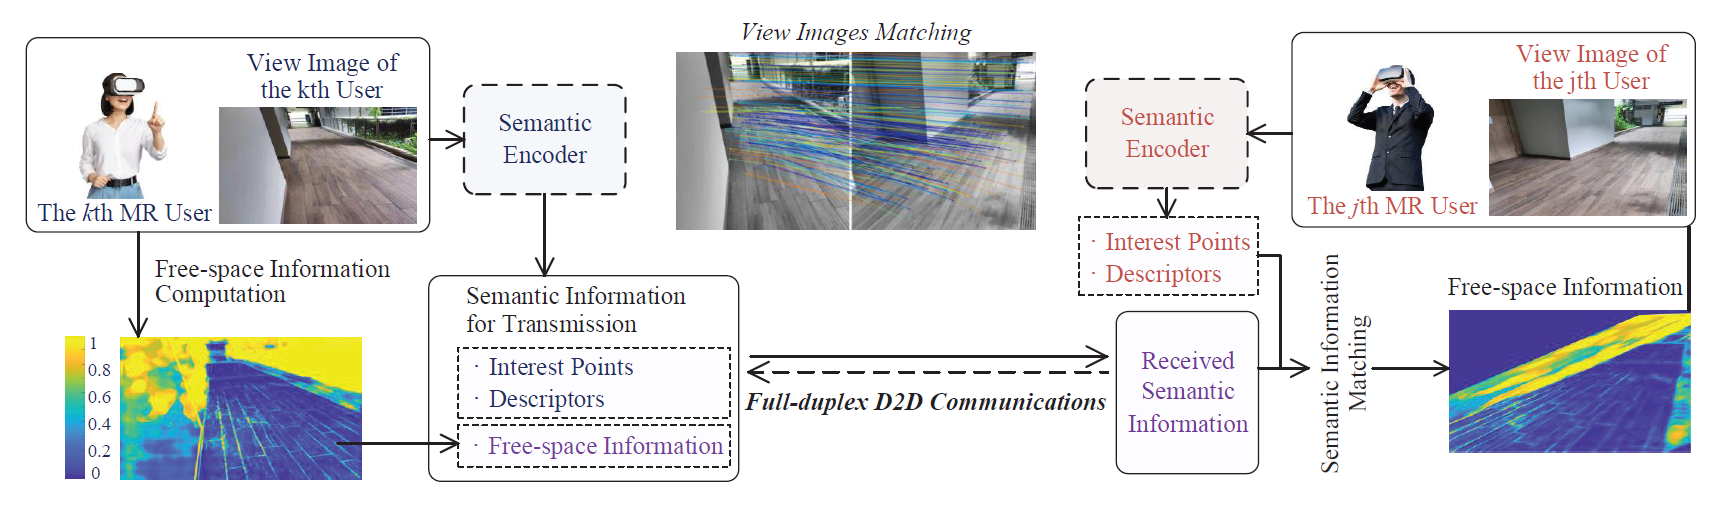 View Images Matching
View Image of
the kth User
The kth MR User
Semantic
Encoder
Semantic
Encoder
View Image of
the jth User
The jth MR User
· Interest Points
· Descriptors
Free-space Information
Computation
1
0.8
0.6
0.4
0.2
0
Semantic Information
for Transmission
· Interest Points
· Descriptors
· Free-space Information
Full-duplex D2D Communications
Received
Semantic
Information
Semantic Information
Matching
Free-space Information